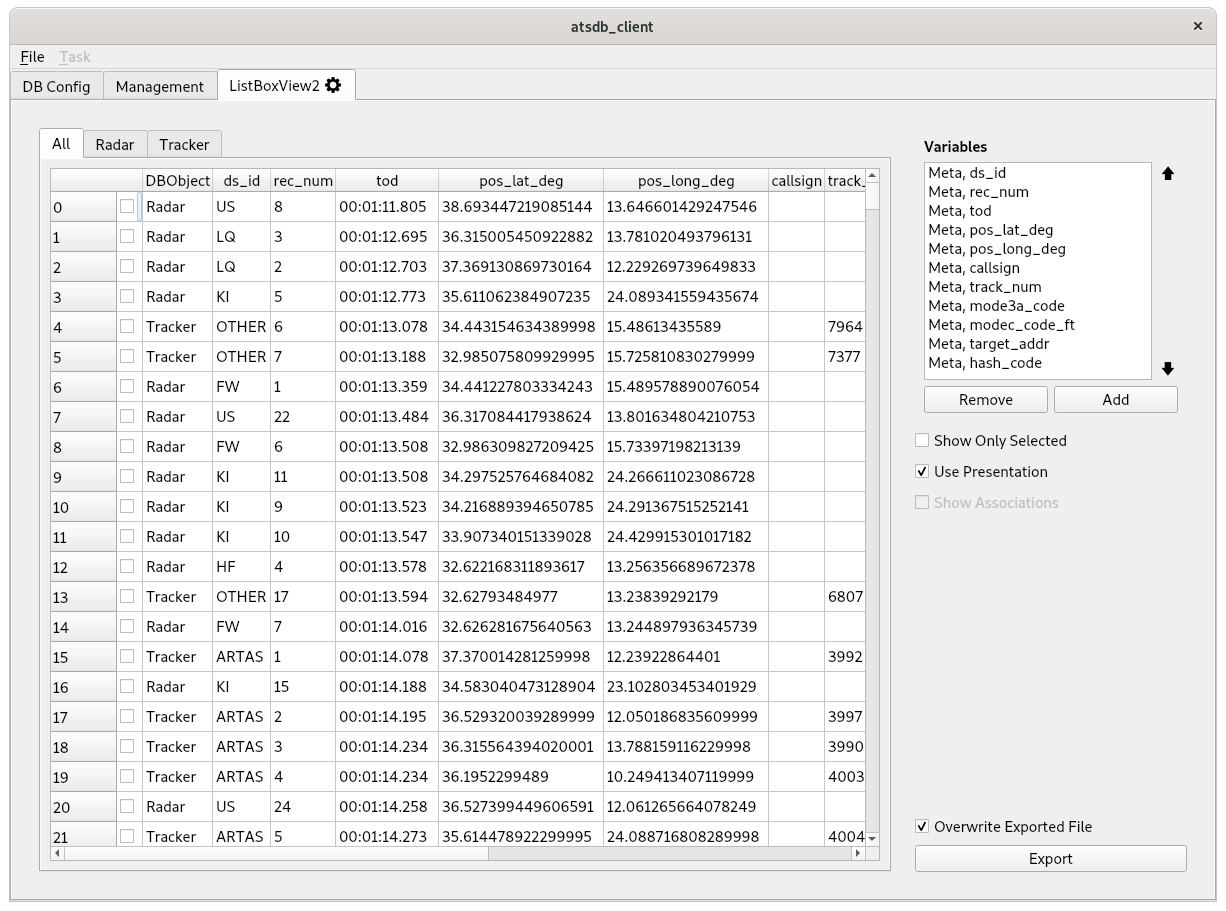 atsdb_client
File Task
DB Config Management ListBoxView2
All Radar Tracker
DBObject ds_id rec_num tod pos_lat_deg pos_long_deg callsign track_
0 Radar US 8 00:01:11.805 38.693447219085144 13.646601429247546
1 Radar LQ 3 00:01:12.695 36.315005450922882 13.781020493796131
2 Radar LQ 2 00:01:12.703 37.369130869730164 12.229269739649833
3 Radar KI 5 00:01:12.773 35.611062384907235 24.089341559435674
4 Tracker OTHER 6 00:01:13.078 34.443154634389998 15.48613435589 7964
5 Tracker OTHER 7 00:01:13.188 32.985075809929995 15.725810830279999 7377
6 Radar FW 1 00:01:13.359 34.441227803334243 15.489578890076054
7 Radar US 22 00:01:13.484 36.317084417938624 13.801634804210753
8 Radar FW 6 00:01:13.508 32.986309827209425 15.73397198213139
9 Radar KI 11 00:01:13.508 34.297525764684082 24.266611023086728
10 Radar KI 9 00:01:13.523 34.216889394650785 24.291367515252141
11 Radar KI 10 00:01:13.547 33.907340151339028 24.429915301017182
12 Radar HF 4 00:01:13.578 32.622168311893617 13.256356689672378
13 Tracker OTHER 17 00:01:13.594 32.62793484977 13.23839292179 6807
14 Radar FW 7 00:01:14.016 32.626281675640563 13.244897936345739
15 Tracker ARTAS 1 00:01:14.078 37.370014281259998 12.23922864401 3992
16 Radar KI 15 00:01:14.188 34.583040473128904 23.102803453401929
17 Tracker ARTAS 2 00:01:14.195 36.529320039289999 12.050186835609999 3997
18 Tracker ARTAS 3 00:01:14.234 36.315564394020001 13.788159116229998 3990
19 Tracker ARTAS 4 00:01:14.234 36.1952299489 10.249413407119999 4003
20 Radar US 24 00:01:14.258 36.527399449606591 12.061265664078249
21 Tracker ARTAS 5 00:01:14.273 35.614478922299995 24.088716808289998 4004
Variables
Meta, ds_id
Meta, rec_num
Meta, tod
Meta, pos_lat_deg
Meta, pos_long_deg
Meta, callsign
Meta, track_num
Meta, mode3a_code
Meta, modec_code_ft
Meta, target_addr
Meta, hash_code
Remove Add
Show Only Selected
Use Presentation
Show Associations
Overwrite Exported File
Export